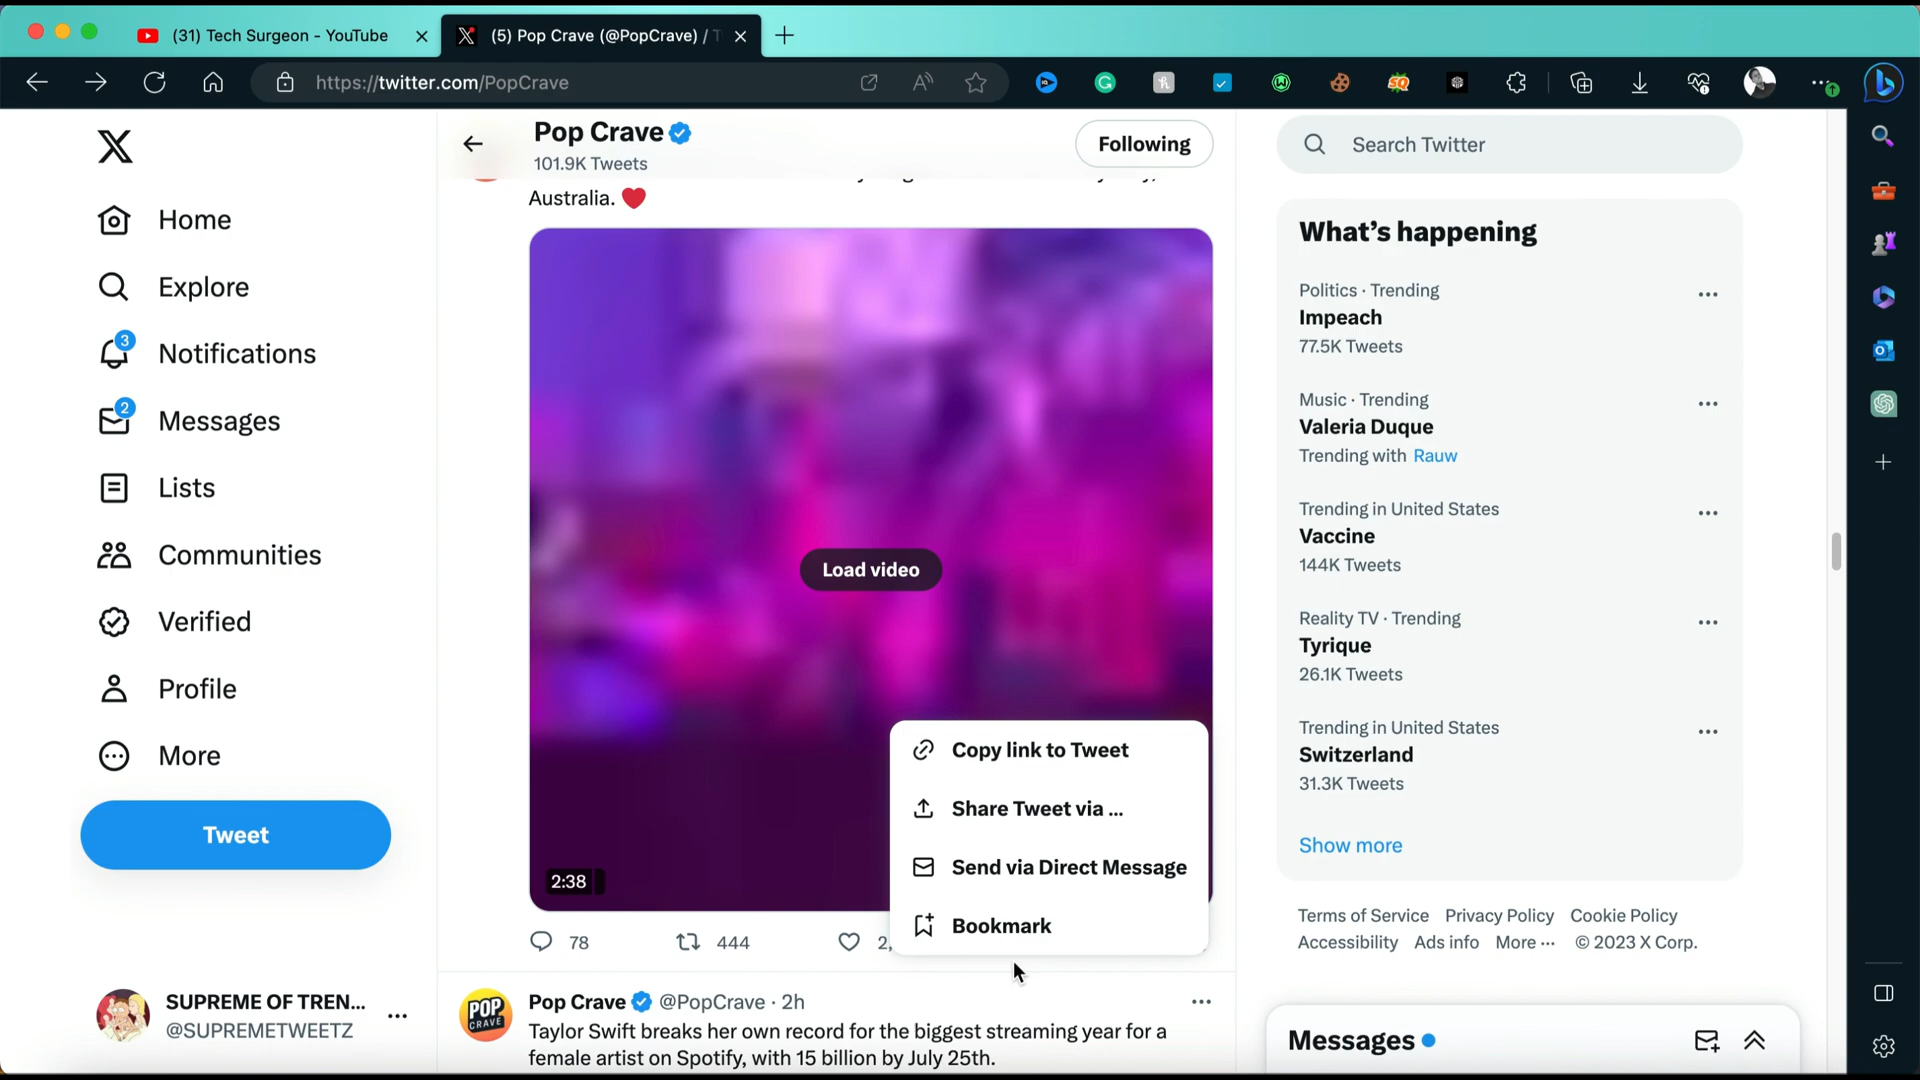 (31) Tech Surgeon - YouTube
(5) Pop Crave (@PopCrave) / T
https://twitter.com/PopCrave
Pop Crave
101.9K Tweets
Following
Search Twitter
Australia. ❤️
Home
Explore
3
Notifications
2
Messages
Lists
Communities
Verified
Profile
More
Tweet
SUPREME OF TREN...
@SUPREMETWEETZ
Load video
2:38
Copy link to Tweet
Share Tweet via ...
Send via Direct Message
Bookmark
78
444
2,
POP CRAVE
Pop Crave @PopCrave · 2h
Taylor Swift breaks her own record for the biggest streaming year for a
female artist on Spotify, with 15 billion by July 25th.
What's happening
Politics · Trending
Impeach
77.5K Tweets
Music · Trending
Valeria Duque
Trending with Rauw
Trending in United States
Vaccine
144K Tweets
Reality TV · Trending
Tyrique
26.1K Tweets
Trending in United States
Switzerland
31.3K Tweets
Show more
Terms of Service Privacy Policy Cookie Policy
Accessibility Ads info More ··· © 2023 X Corp.
Messages